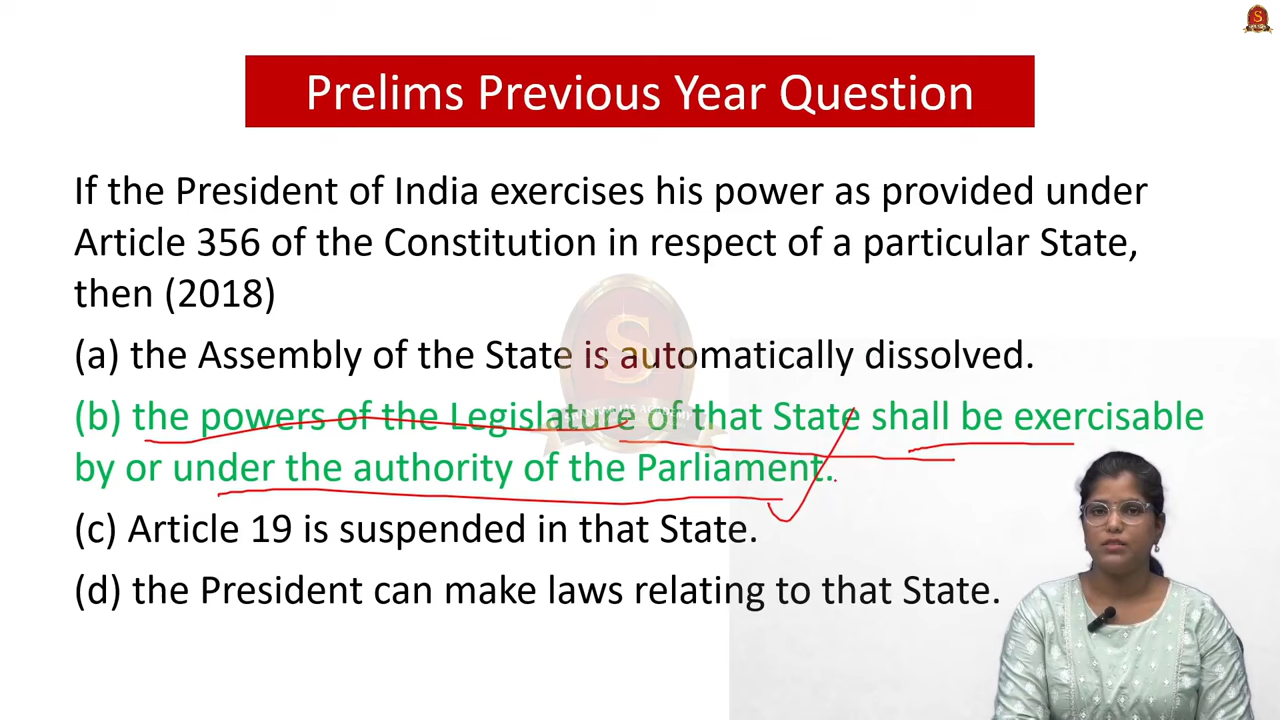 Prelims Previous Year Question
If the President of India exercises his power as provided under
Article 356 of the Constitution in respect of a particular State,
then (2018)
(a) the Assembly of the State is automatically dissolved.
(b) the powers of the Legislature of that State shall be exercisable
by or under the authority of the Parliament.
(c) Article 19 is suspended in that State.
(d) the President can make laws relating to that State.